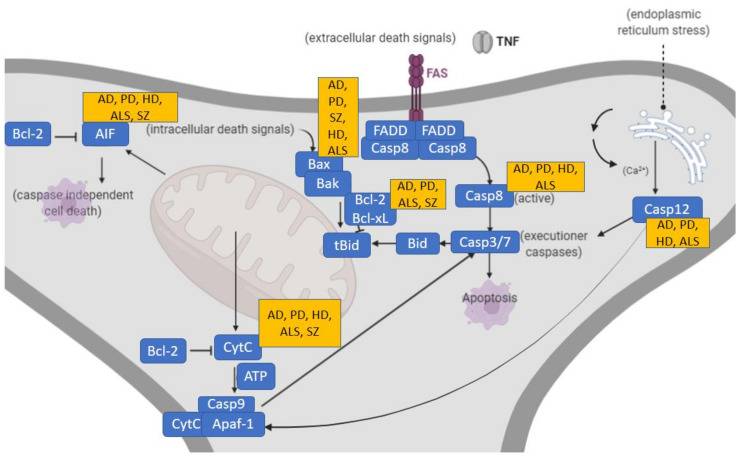 (endoplasmic
reticulum stress)
(extracellular death signals)
TNF
FAS
AD,
PD,
SZ,
HD,
ALS
AD, PD, HD,
ALS, SZ
Bcl-2
AIF
(intracellular death signals)
FADD
FADD
Casp8
Casp8
Bax
Bak
(caspase independent
cell death)
Bcl-2
Bcl-xL
AD, PD,
ALS, SZ
AD, PD, HD,
ALS
Casp8
(active)
(Ca²⁺)
Casp12
AD, PD,
HD, ALS
tBid
Bid
Casp3/7
(executioner
caspases)
Apoptosis
AD, PD, HD,
ALS, SZ
Bcl-2
CytC
ATP
Casp9
CytC
Apaf-1